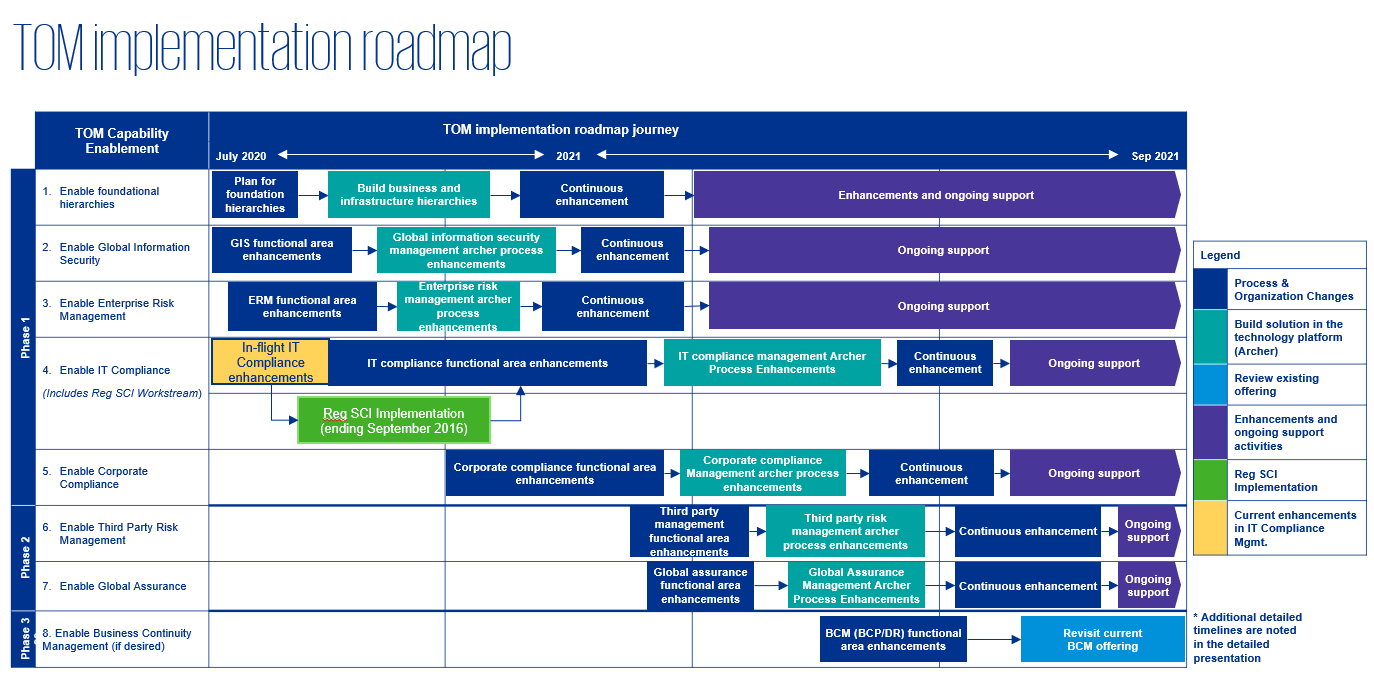 TOM implementation roadmap
TOM Capability
Enablement
TOM implementation roadmap journey
July 2020
2021
Sep 2021
Phase 1
1. Enable foundational
hierarchies
Plan for
foundation
hierarchies
Build business and
infrastructure hierarchies
Continuous
enhancement
Enhancements and ongoing support
2. Enable Global Information
Security
GIS functional area
enhancements
Global information security
management archer process
enhancements
Continuous
enhancement
Ongoing support
3. Enable Enterprise Risk
Management
ERM functional area
enhancements
Enterprise risk
management archer
process
enhancements
Continuous
enhancement
Ongoing support
4. Enable IT Compliance
(Includes Reg SCI Workstream)
In-flight IT
Compliance
enhancements
IT compliance functional area enhancements
IT compliance management Archer
Process Enhancements
Continuous
enhancement
Ongoing support
Reg SCI Implementation
(ending September 2016)
5. Enable Corporate
Compliance
Corporate compliance functional area
enhancements
Corporate compliance
Management archer process
enhancements
Continuous
enhancement
Ongoing support
Phase 2
6. Enable Third Party Risk
Management
Third party
management
functional area
enhancements
Third party risk
management archer
process enhancements
Continuous enhancement
Ongoing
support
7. Enable Global Assurance
Global assurance
functional area
enhancements
Global Assurance
Management Archer
Process Enhancements
Continuous enhancement
Ongoing
support
Phase 3
8. Enable Business Continuity
Management (if desired)
BCM (BCP/DR) functional
area enhancements
Revisit current
BCM offering
Legend
Process &
Organization Changes
Build solution in the
technology platform
(Archer)
Review existing
offering
Enhancements and
ongoing support
activities
Reg SCI
Implementation
Current enhancements
in IT Compliance
Mgmt.
* Additional detailed
timelines are noted
in the detailed
presentation